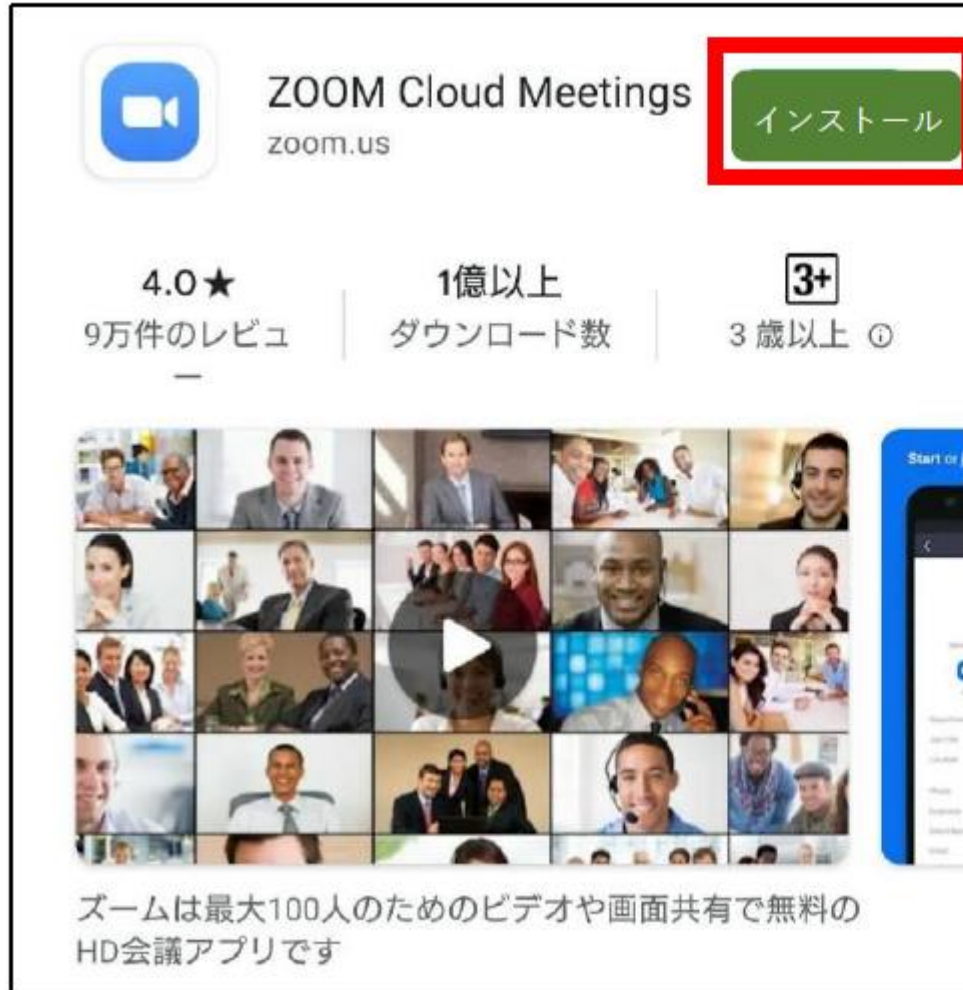 ZOOM Cloud Meetings
zoom.us
インストール
4.0★
9万件のレビュ
ー
1億以上
ダウンロード数
3+
3 歳以上
Start or
ズームは最大100人のためのビデオや画面共有で無料の
HD会議アプリです